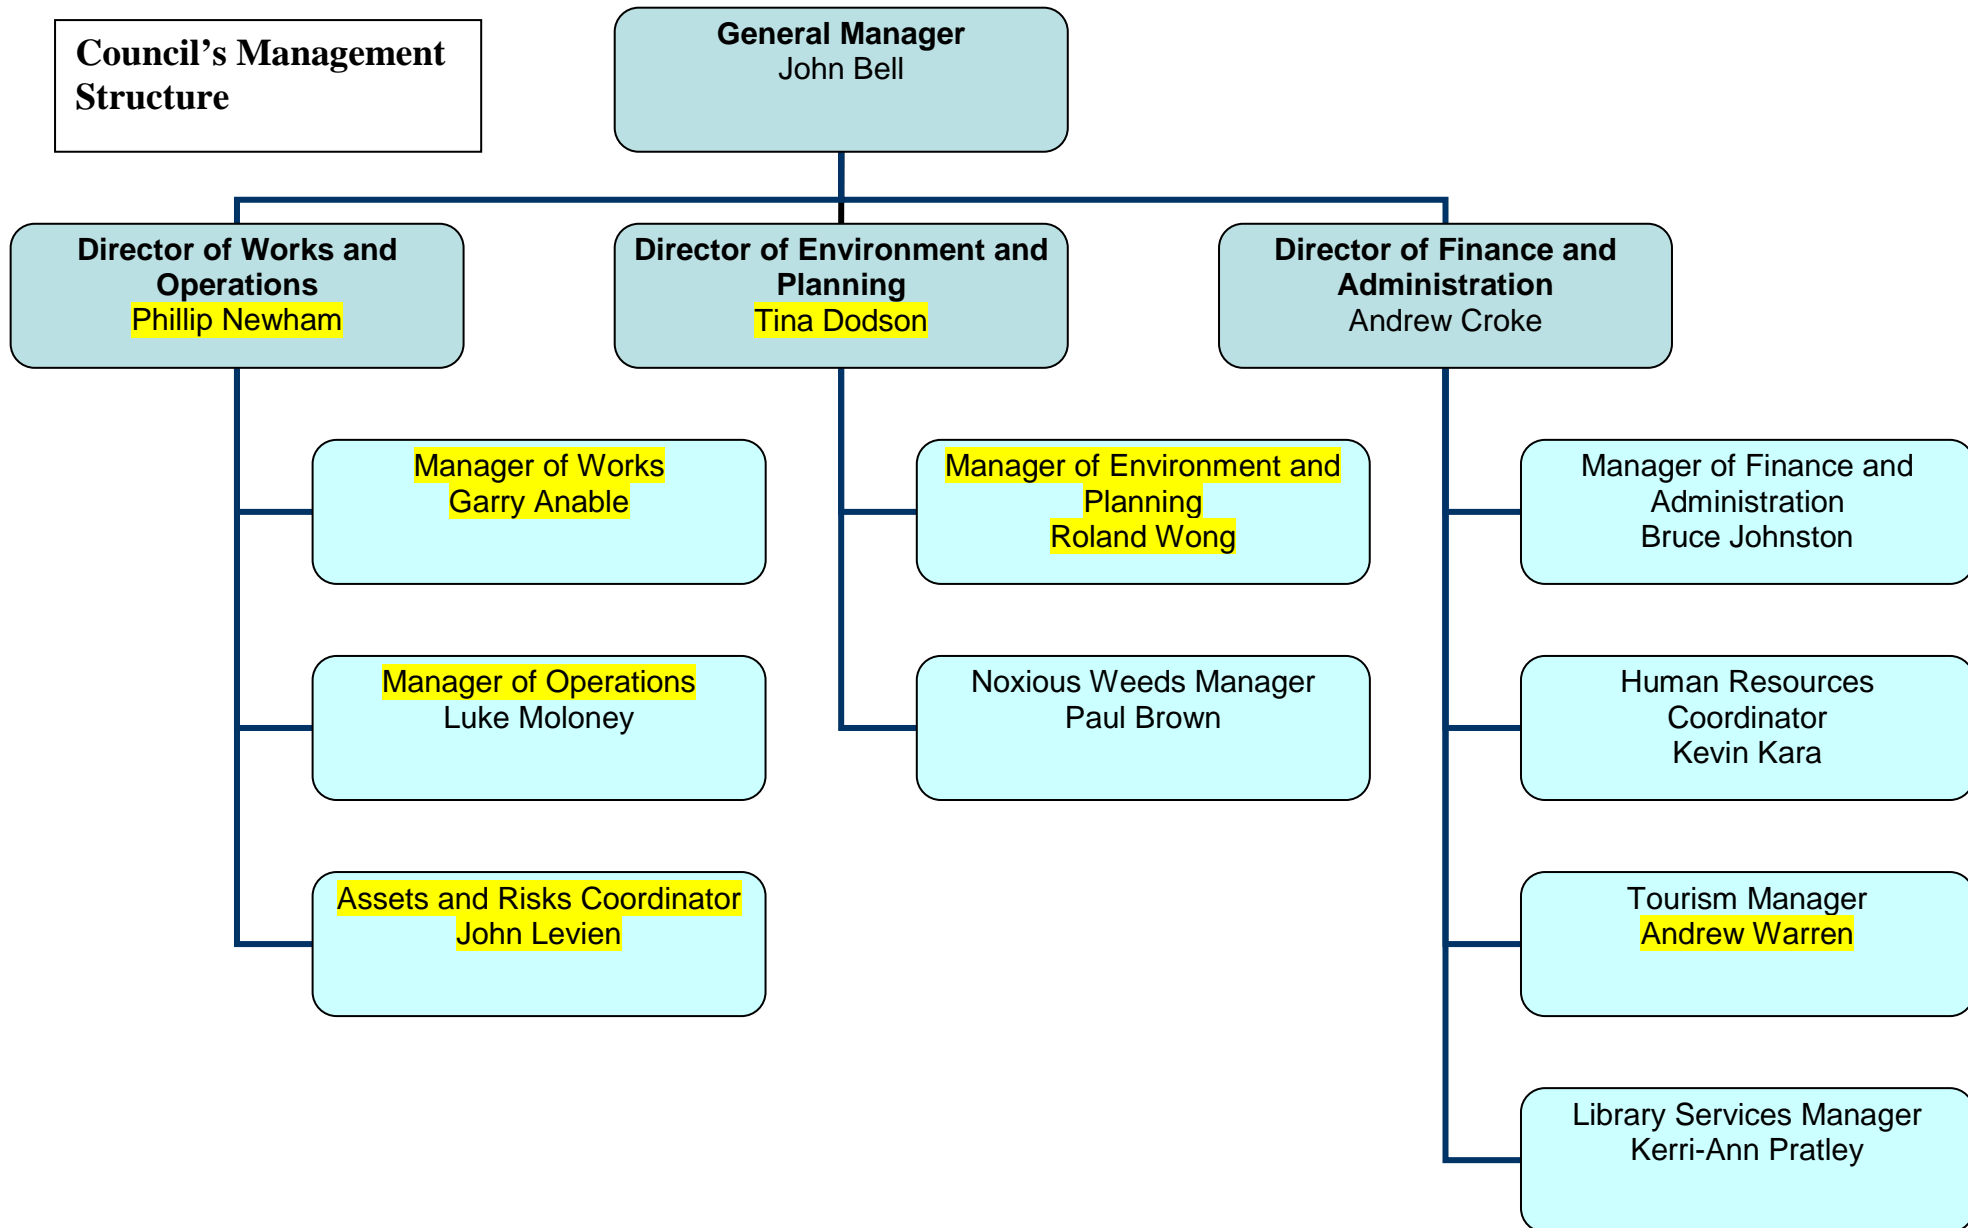 Council’s Management
Structure
General Manager
John Bell
Director of Works and
Operations
Phillip Newham
Director of Environment and
Planning
Tina Dodson
Director of Finance and
Administration
Andrew Croke
Manager of Works
Garry Anable
Manager of Environment and
Planning
Roland Wong
Manager of Finance and
Administration
Bruce Johnston
Manager of Operations
Luke Moloney
Noxious Weeds Manager
Paul Brown
Human Resources
Coordinator
Kevin Kara
Assets and Risks Coordinator
John Levien
Tourism Manager
Andrew Warren
Library Services Manager
Kerri-Ann Pratley